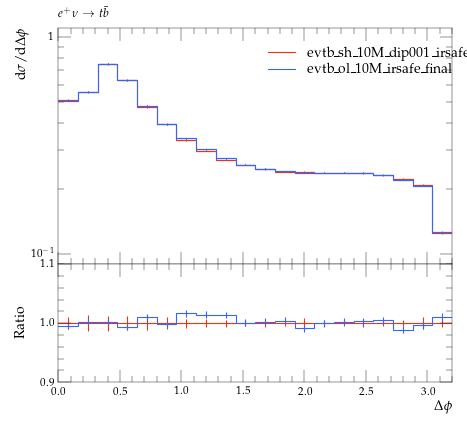 e⁺ν → tb̄
dσ/dΔϕ
1
evtb_sh_10M_dip001_irsafe
evtb_ol_10M_irsafe_final
10⁻¹
1.1
Ratio
1.0
0.9
0.0 0.5 1.0 1.5 2.0 2.5 3.0
Δϕ